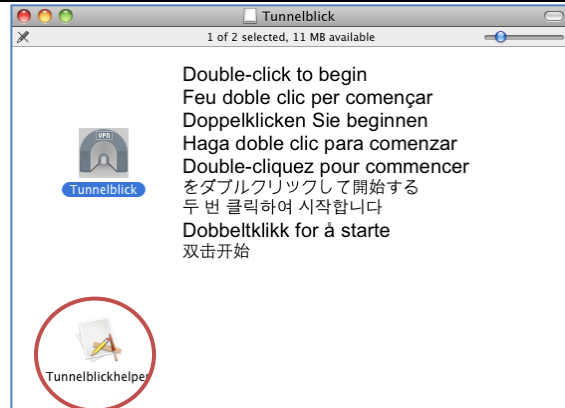 Tunnelblick
1 of 2 selected, 11 MB available
Double-click to begin
Feu doble clic per començar
Doppelklicken Sie beginnen
Haga doble clic para comenzar
Double-cliquez pour commencer
をダブルクリックして開始する
두 번 클릭하여 시작합니다
Dobbeltklikk for å starte
双击开始
VPN
Tunnelblick
Tunnelblickhelper